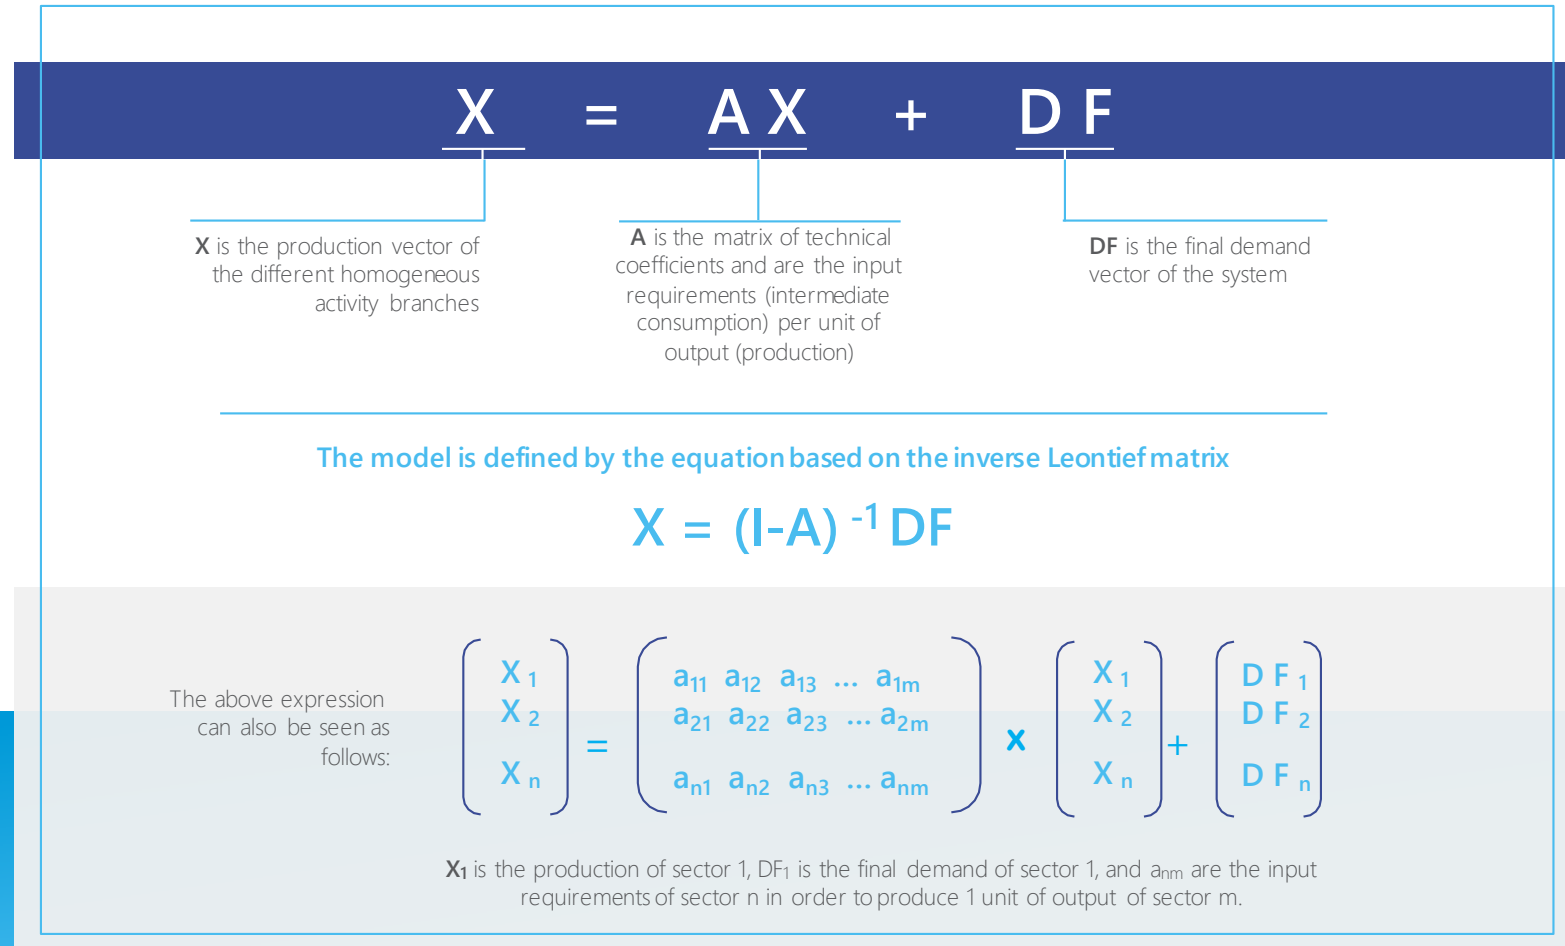 X = A X + D F
X is the production vector of
the different homogeneous
activity branches
A is the matrix of technical
coefficients and are the input
requirements (intermediate
consumption) per unit of
output (production)
DF is the final demand
vector of the system
The model is defined by the equation based on the inverse Leontief matrix
X = (I-A) -1 DF
The above expression
can also be seen as
follows:
X 1
X 2
X n
=
a11 a12 a13 ... a1m
a21 a22 a23 ... a2m
an1 an2 an3 ... anm
x
X 1
X 2
X n
+
D F 1
D F 2
D F n
X1 is the production of sector 1, DF1 is the final demand of sector 1, and anm are the input
requirements of sector n in order to produce 1 unit of output of sector m.